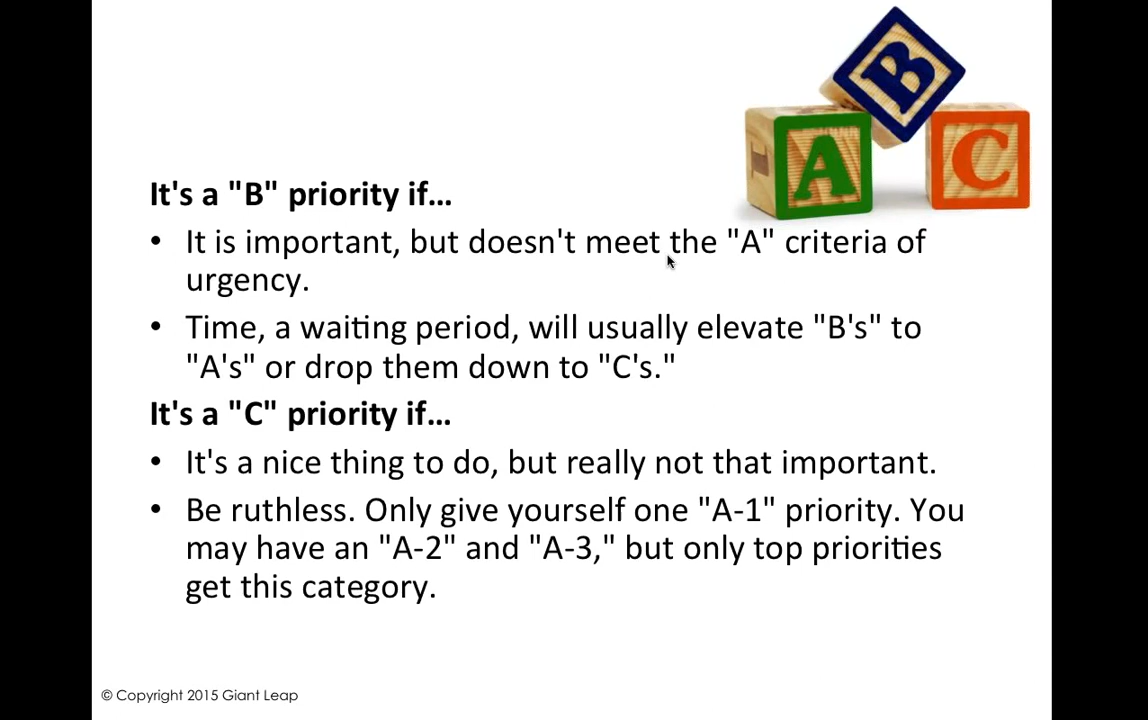 B
A C
It's a "B" priority if...
• It is important, but doesn't meet the "A" criteria of
urgency.
• Time, a waiting period, will usually elevate "B's" to
"A's" or drop them down to "C's."
It's a "C" priority if...
• It's a nice thing to do, but really not that important.
• Be ruthless. Only give yourself one "A-1" priority. You
may have an "A-2" and "A-3," but only top priorities
get this category.
© Copyright 2015 Giant Leap